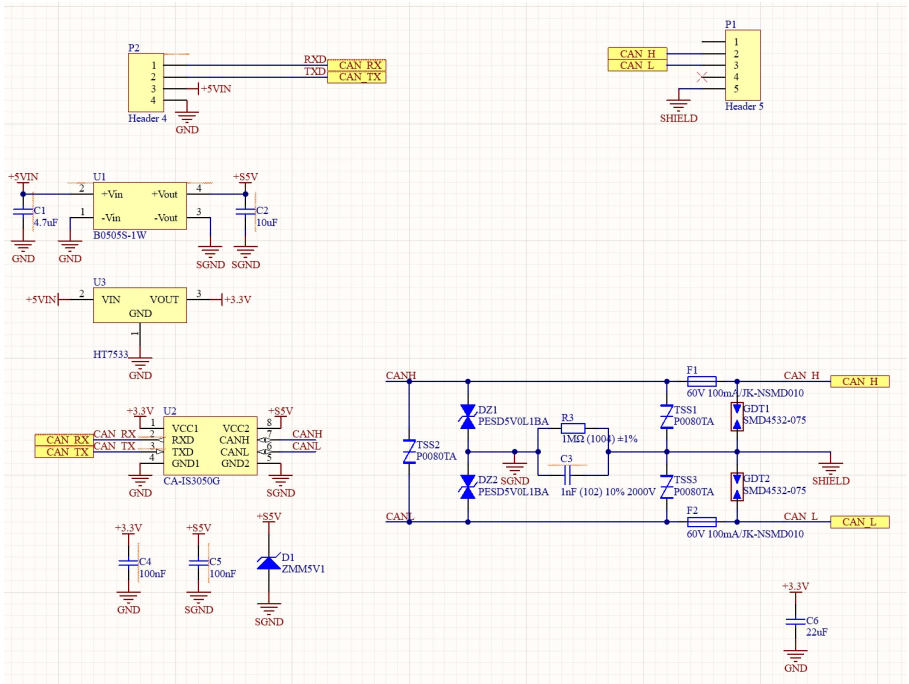 P2
1
2
3
4
RXD
TXD
CAN_RX
CAN_TX
+5VIN
GND
Header 4
P1
1
2
3
4
5
CAN_H
CAN_L
SHIELD
Header 5
+5VIN
C1
4.7uF
GND
U1
2
+Vin
+Vout
4
1
-Vin
-Vout
3
B0505S-1W
GND
SGND
+S5V
C2
10uF
SGND
U3
+5VIN
2
VIN
VOUT
3
+3.3V
GND
1
HT7533
GND
+3.3V
U2
+S5V
1
VCC1
VCC2
8
CAN_RX
CAN_RX
2
RXD
CANH
7
CANH
CAN_TX
CAN_TX
3
TXD
CANL
6
CANL
4
GND1
GND2
5
GND
CA-IS3050G
SGND
+3.3V
C4
100nF
GND
+S5V
C5
100nF
SGND
+S5V
D1
ZMM5V1
SGND
CANH
F1
60V 100mA/JK-NSMD010
CAN_H
CAN_H
DZ1
PESD5V0L1BA
R3
1MΩ (1004) ±1%
TSS1
P0080TA
GDT1
SMD4532-075
TSS2
P0080TA
SGND
C3
1nF (102) 10% 2000V
SHIELD
DZ2
PESD5V0L1BA
TSS3
P0080TA
GDT2
SMD4532-075
CANL
F2
60V 100mA/JK-NSMD010
CAN_L
CAN_L
+3.3V
C6
22uF
GND